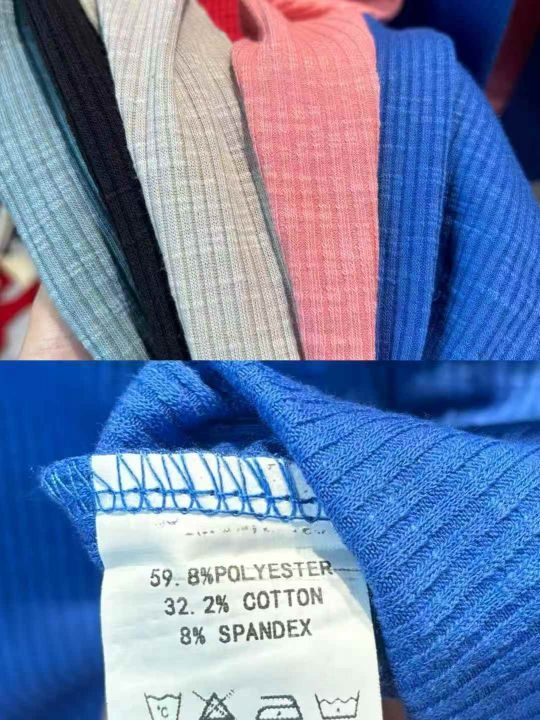 59.8%POLYESTER
32.2% COTTON
8% SPANDEX
°C